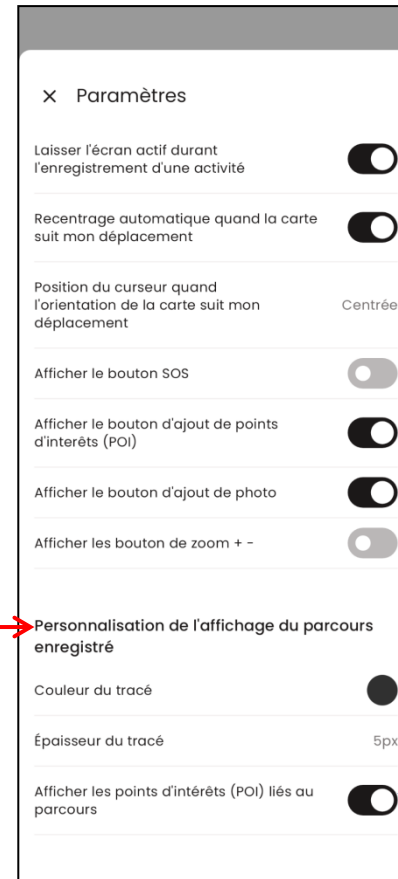 Paramètres
Laisser l'écran actif durant
l'enregistrement d'une activité
Recentrage automatique quand la carte
suit mon déplacement
Position du curseur quand
l'orientation de la carte suit mon
déplacement
Centrée
Afficher le bouton SOS
Afficher le bouton d'ajout de points
d'interêts (POI)
Afficher le bouton d'ajout de photo
Afficher les bouton de zoom + -
Personnalisation de l'affichage du parcours
enregistré
Couleur du tracé
Épaisseur du tracé
5px
Afficher les points d'intérêts (POI) liés au
parcours